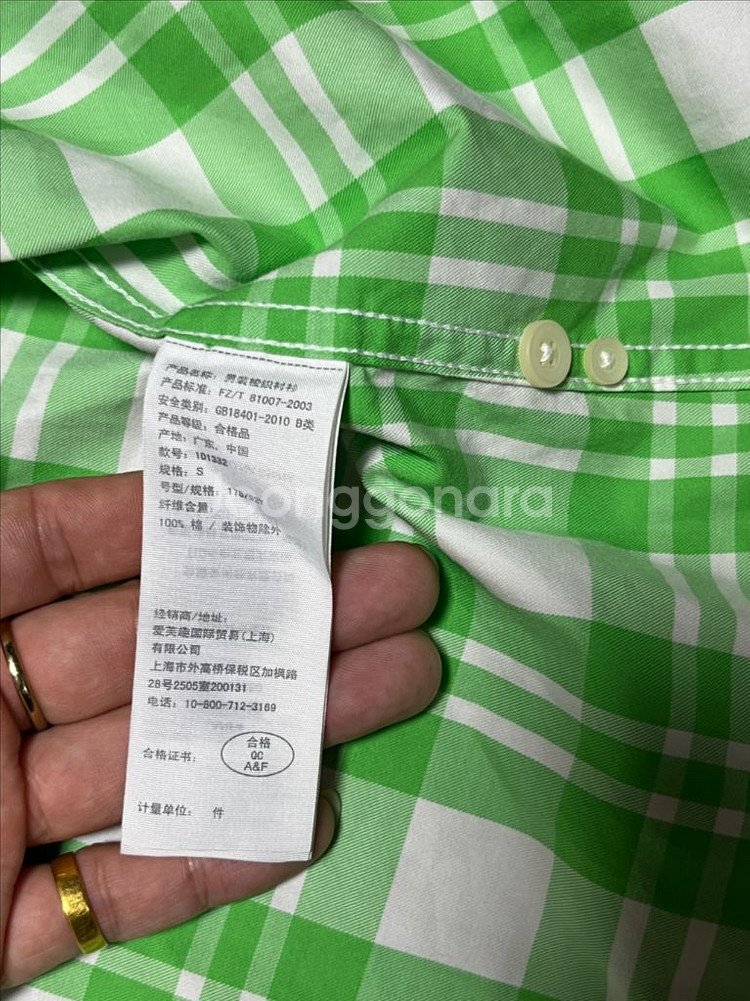 产品名称: 男装梭织衬衫
产品标准: FZ/T 81007-2003
安全类别: GB18401-2010 B类
产品等级: 合格品
产地: 广东, 中国
款号: 101332
规格: S
号型/规格:
纤维含量:
100% 棉 / 装饰物除外
经销商/地址:
爱芙趣国际贸易(上海)
有限公司
上海市外高桥保税区加枫路
28号2505室200131
电话: 10-800-712-3169
合格证书:
合格
QC
A&F
计量单位: 件
joonggonara